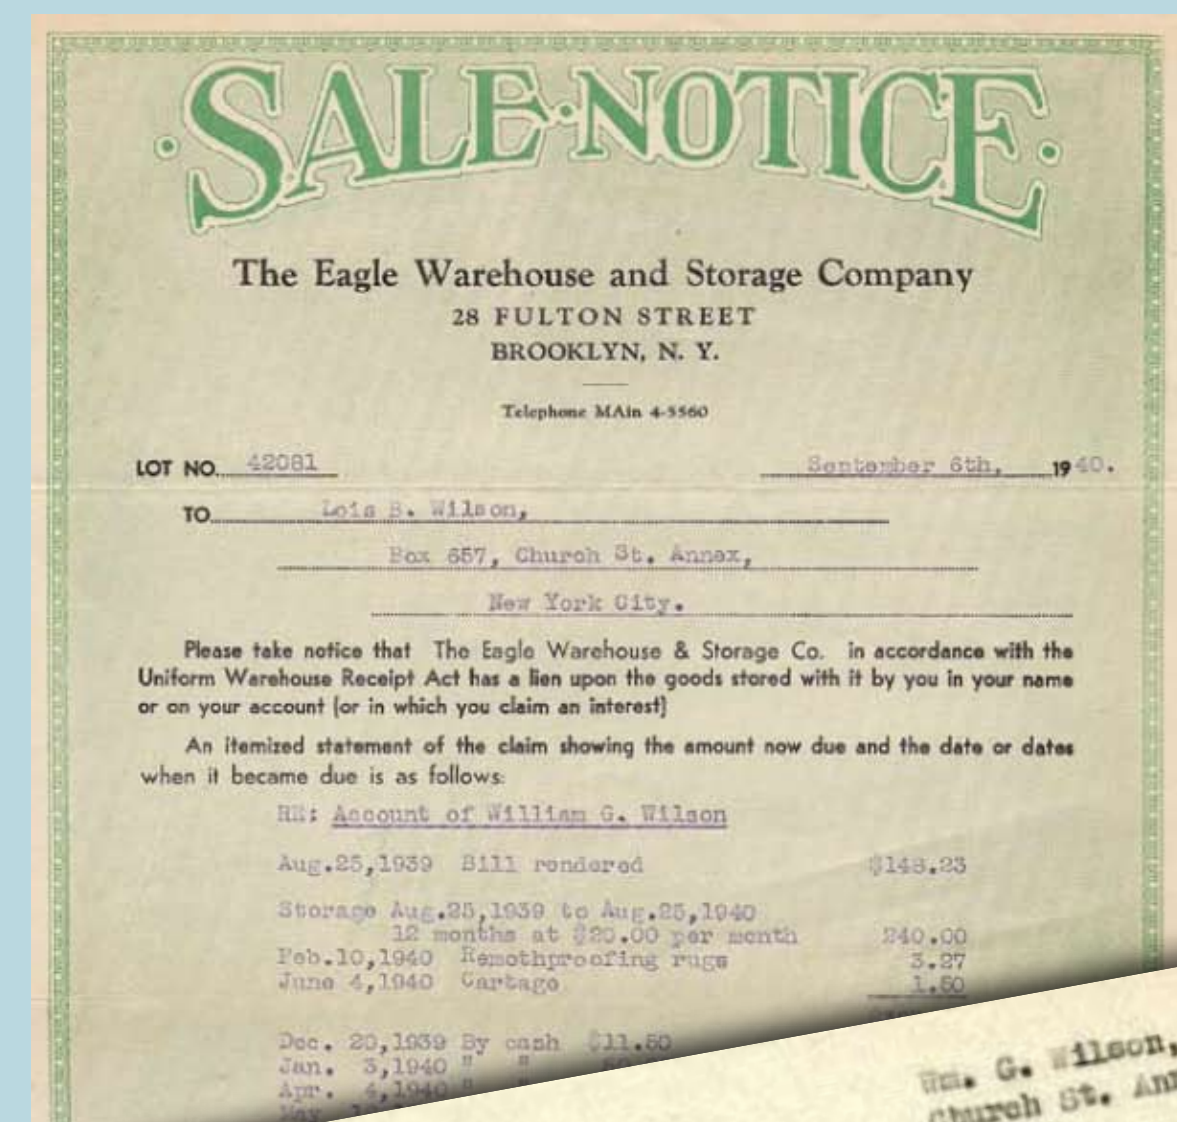 SALE·NOTICE
The Eagle Warehouse and Storage Company
28 FULTON STREET
BROOKLYN, N. Y.
Telephone MAin 4-5560
LOT NO. 42081 September 6th, 1940.
TO Lois B. Wilson,
Box 657, Church St. Annex,
New York City.
Please take notice that The Eagle Warehouse & Storage Co. in accordance with the
Uniform Warehouse Receipt Act has a lien upon the goods stored with it by you in your name
or on your account (or in which you claim an interest)
An itemized statement of the claim showing the amount now due and the date or dates
when it became due is as follows:
RE: Account of William G. Wilson
Aug.25,1939 Bill rendered $148.23
Storage Aug.25,1939 to Aug.25,1940
12 months at $20.00 per month 240.00
Feb.10,1940 Remothproofing rugs 3.27
June 4,1940 Cartage 1.50
Dec. 20,1939 By cash $11.50
Jan. 3,1940 " "
Apr. 4,1940
May
Wm. G. Wilson,
Church St.